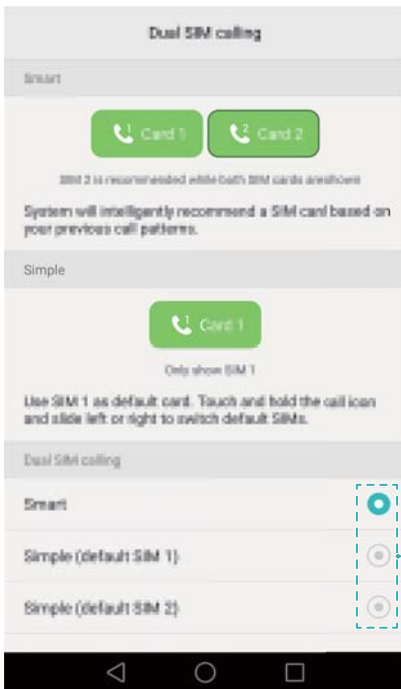 Dual SIM calling
Smart
1 Card 1
2 Card 2
SIM 2 is recommended while both SIM cards are shown
System will intelligently recommend a SIM card based on
your previous call patterns.
Simple
1 Card 1
Only show SIM 1
Use SIM 1 as default card. Touch and hold the call icon
and slide left or right to switch default SIMs.
Dual SIM calling
Smart
Simple (default SIM 1)
Simple (default SIM 2)